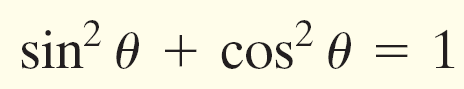 sin² θ + cos² θ = 1